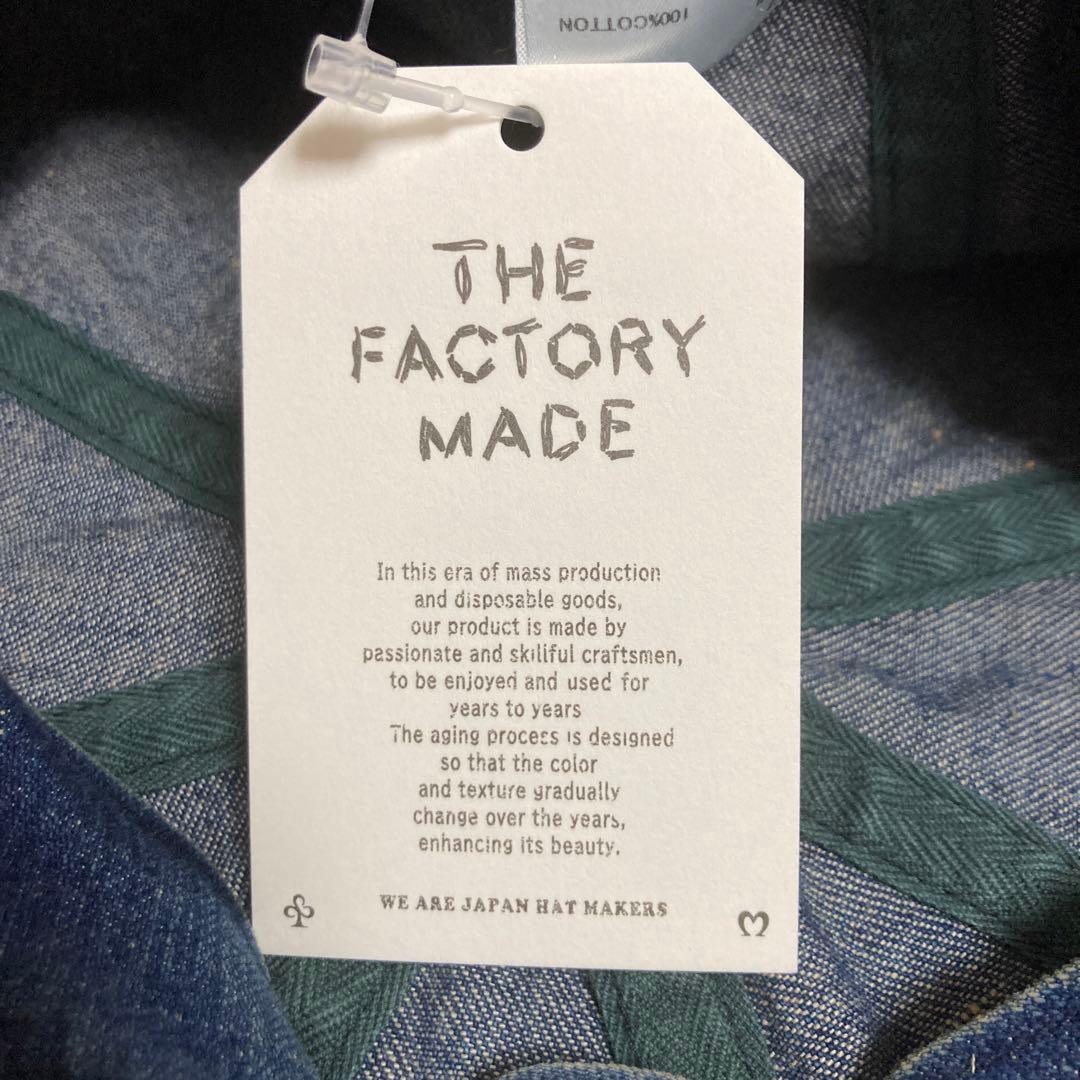 100%COTTON
THE
FACTORY
MADE
In this era of mass production
and disposable goods,
our product is made by
passionate and skillful craftsmen,
to be enjoyed and used for
years to years
The aging process is designed
so that the color
and texture gradually
change over the years,
enhancing its beauty.
WE ARE JAPAN HAT MAKERS